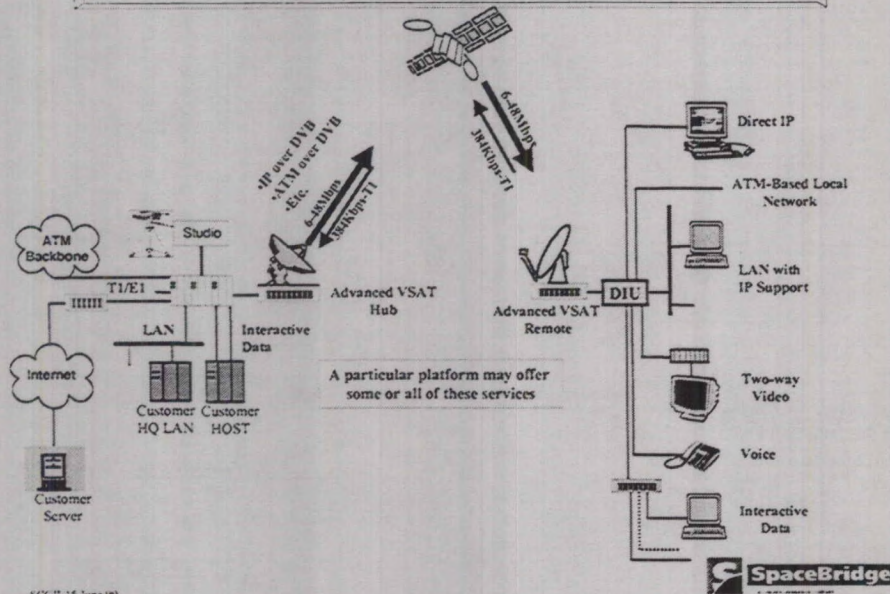 6-48Mbps
384Kbps-T1
•IP over DVB
•ATM over DVB
•Etc.
6-48Mbps
384Kbps-T1
Direct IP
ATM-Based Local
Network
ATM
Backbone
Studio
T1/E1
LAN
Interactive
Data
Advanced VSAT
Hub
Advanced VSAT
Remote
DIU
LAN with
IP Support
Internet
Customer
HQ LAN
Customer
HOST
A particular platform may offer
some or all of these services
Two-way
Video
Voice
Customer
Server
Interactive
Data
SpaceBridge